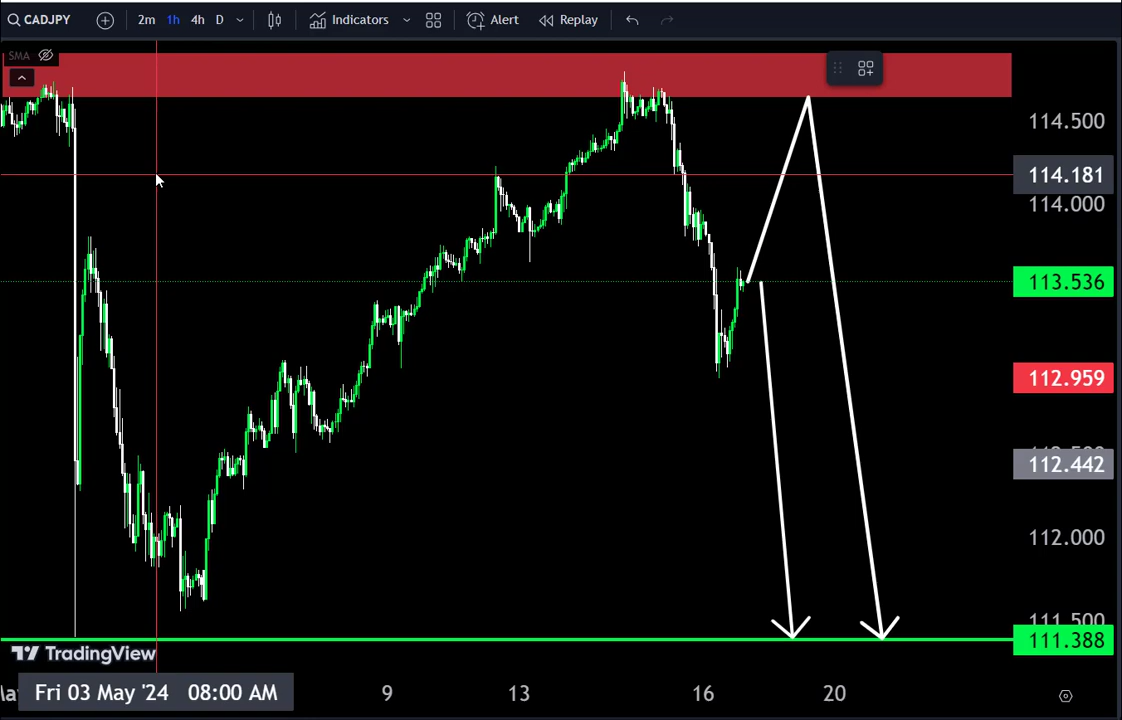 CADJPY 2m 1h 4h D Indicators Alert Replay
SMA
114.500
114.181
114.000
113.536
112.959
112.442
112.000
111.500
111.388
TradingView
Fri 03 May '24 08:00 AM 9 13 16 20